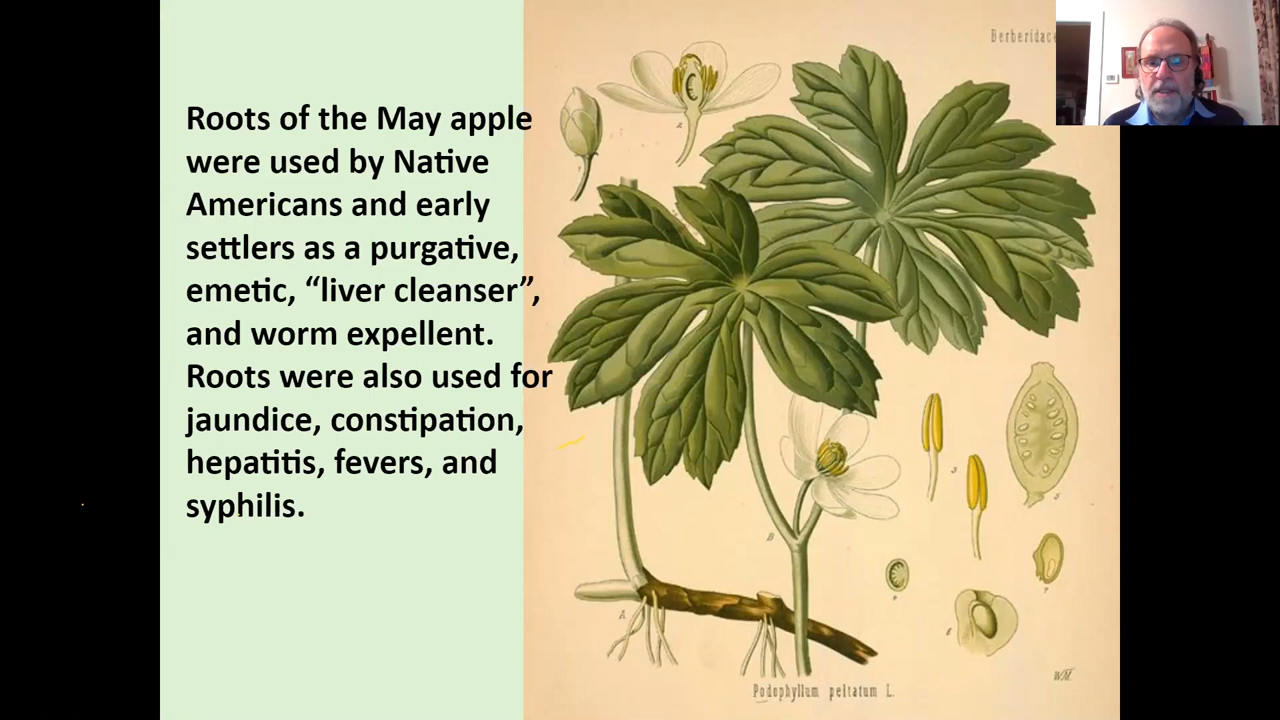 Roots of the May apple
were used by Native
Americans and early
settlers as a purgative,
emetic, “liver cleanser”,
and worm expellent.
Roots were also used for
jaundice, constipation,
hepatitis, fevers, and
syphilis.
Podophyllum peltatum L.